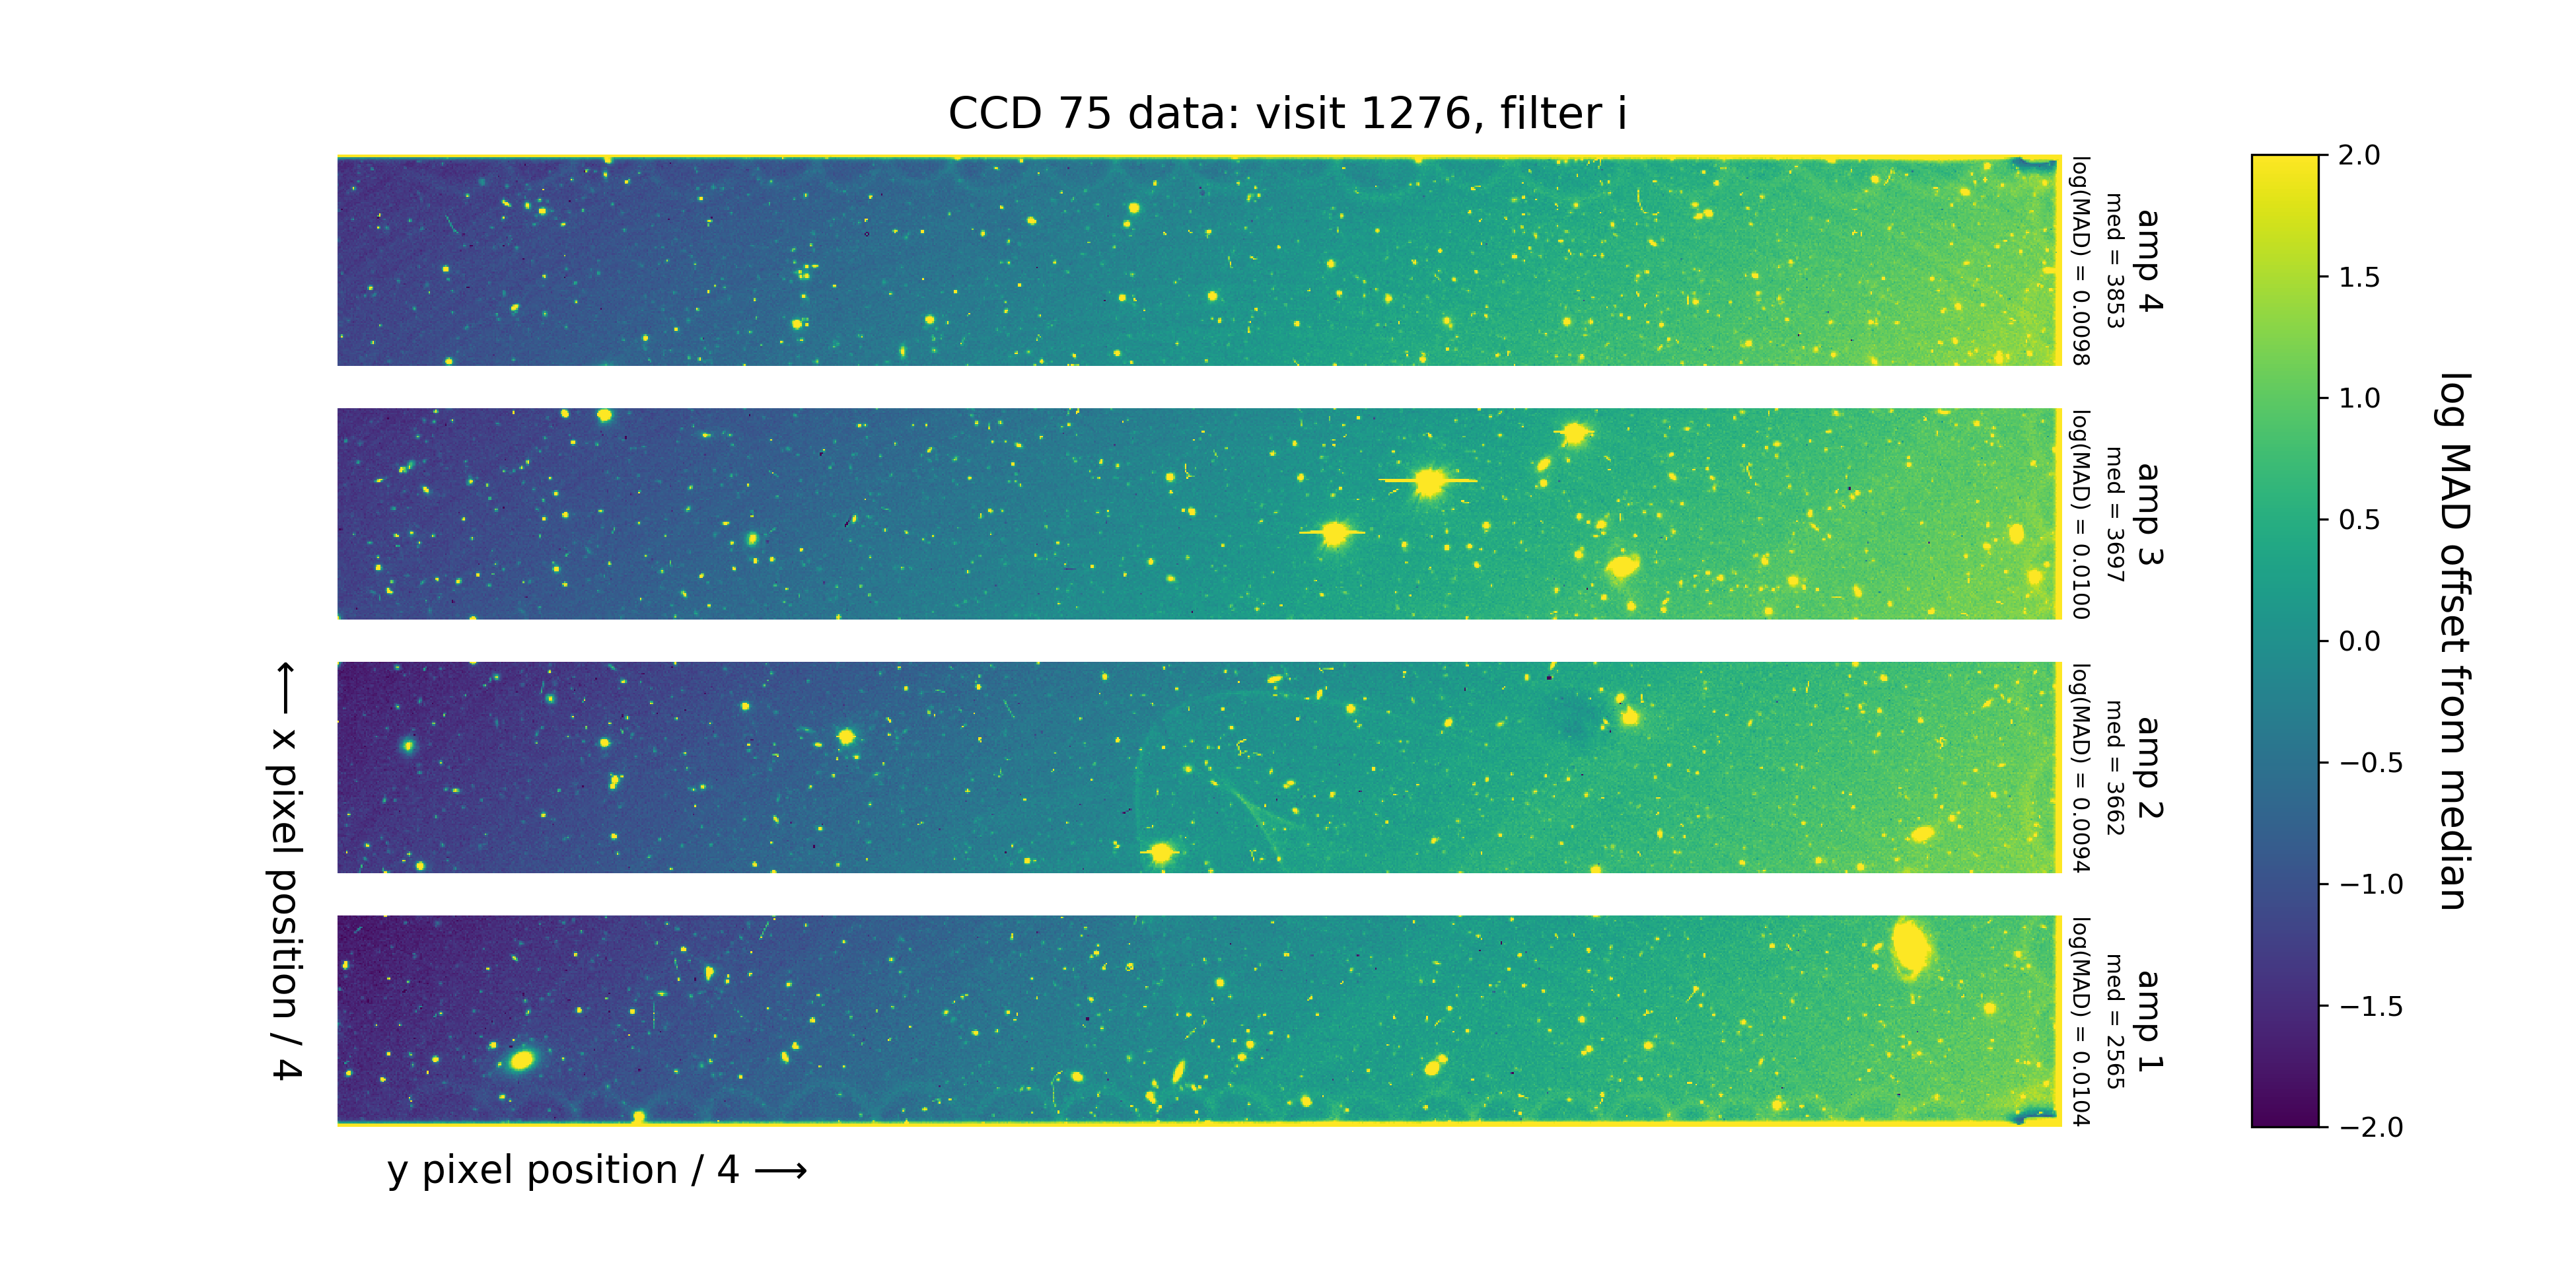 CCD 75 data: visit 1276, filter i
amp 4
med = 3853
log(MAD) = 0.0098
amp 3
med = 3697
log(MAD) = 0.0100
amp 2
med = 3662
log(MAD) = 0.0094
amp 1
med = 2565
log(MAD) = 0.0104
⟵ x pixel position / 4
y pixel position / 4 ⟶
2.0
1.5
1.0
0.5
0.0
−0.5
−1.0
−1.5
−2.0
log MAD offset from median